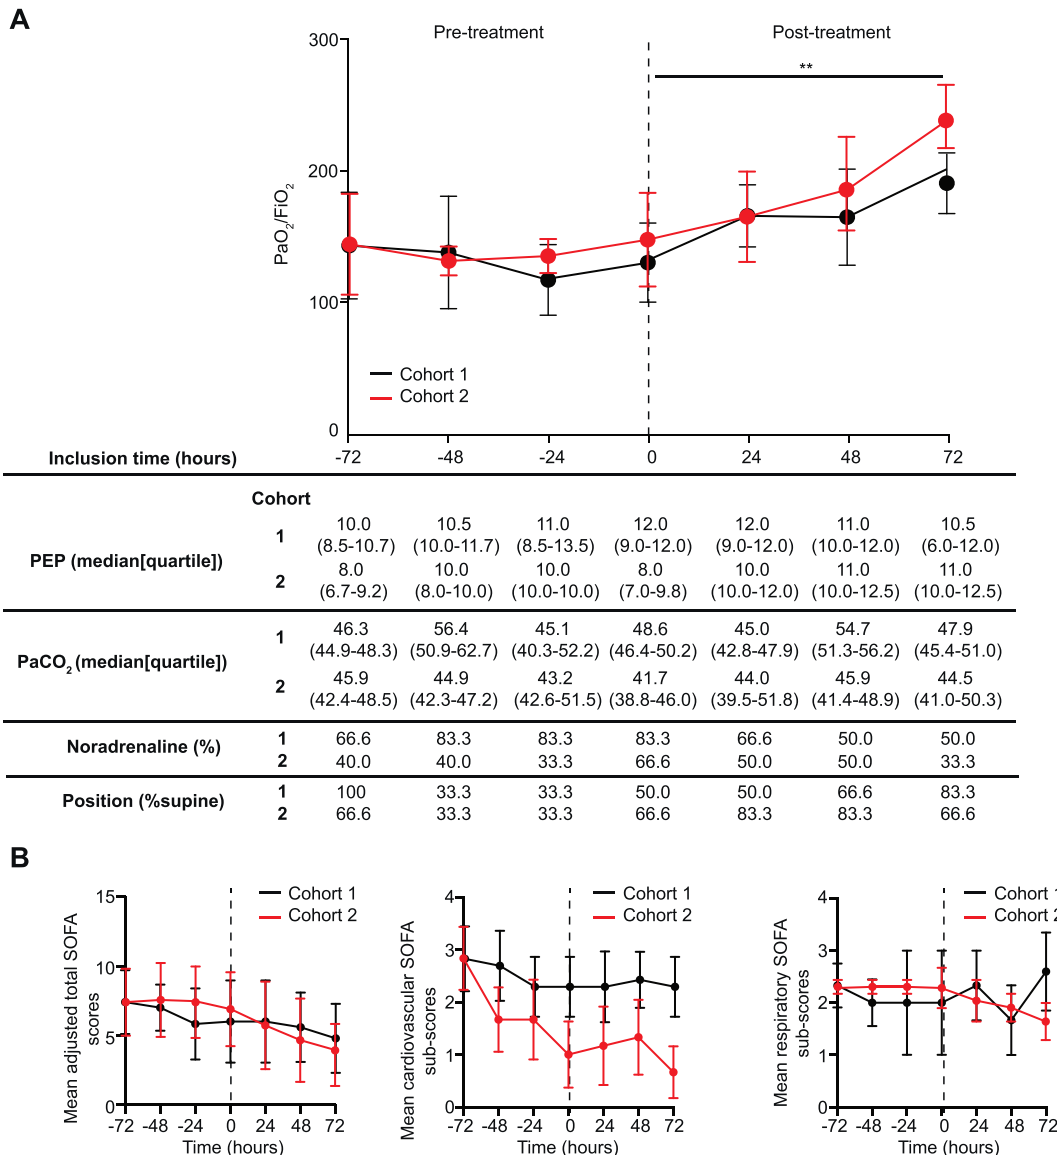 A
Pre-treatment
Post-treatment
**
300
200
100
0
PaO2/FiO2
Cohort 1
Cohort 2
Inclusion time (hours) -72 -48 -24 0 24 48 72
Cohort
PEP (median[quartile])
1 10.0 10.5 11.0 12.0 12.0 11.0 10.5
(8.5-10.7) (10.0-11.7) (8.5-13.5) (9.0-12.0) (9.0-12.0) (10.0-12.0) (6.0-12.0)
2 8.0 10.0 10.0 8.0 10.0 11.0 11.0
(6.7-9.2) (8.0-10.0) (10.0-10.0) (7.0-9.8) (10.0-12.0) (10.0-12.5) (10.0-12.5)
PaCO2 (median[quartile])
1 46.3 56.4 45.1 48.6 45.0 54.7 47.9
(44.9-48.3) (50.9-62.7) (40.3-52.2) (46.4-50.2) (42.8-47.9) (51.3-56.2) (45.4-51.0)
2 45.9 44.9 43.2 41.7 44.0 45.9 44.5
(42.4-48.5) (42.3-47.2) (42.6-51.5) (38.8-46.0) (39.5-51.8) (41.4-48.9) (41.0-50.3)
Noradrenaline (%)
1 66.6 83.3 83.3 83.3 66.6 50.0 50.0
2 40.0 40.0 33.3 66.6 50.0 50.0 33.3
Position (%supine)
1 100 33.3 33.3 50.0 50.0 66.6 83.3
2 66.6 33.3 33.3 66.6 83.3 83.3 66.6
B
Mean adjusted total SOFA
scores
15
10
5
0
Cohort 1
Cohort 2
-72 -48 -24 0 24 48 72
Time (hours)
Mean cardiovascular SOFA
sub-scores
4
3
2
1
0
Cohort 1
Cohort 2
-72 -48 -24 0 24 48 72
Time (hours)
Mean respiratory SOFA
sub-scores
4
3
2
1
0
Cohort 1
Cohort 2
-72 -48 -24 0 24 48 72
Time (hours)